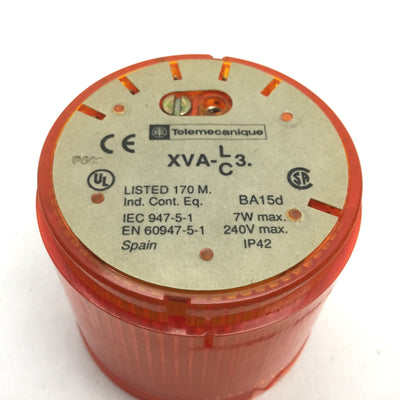 Telemecanique
CE
XVA-L/C3.
UL
LISTED 170 M.
Ind. Cont. Eq.
BA15d
IEC 947-5-1
7W max.
EN 60947-5-1
240V max.
Spain
IP42